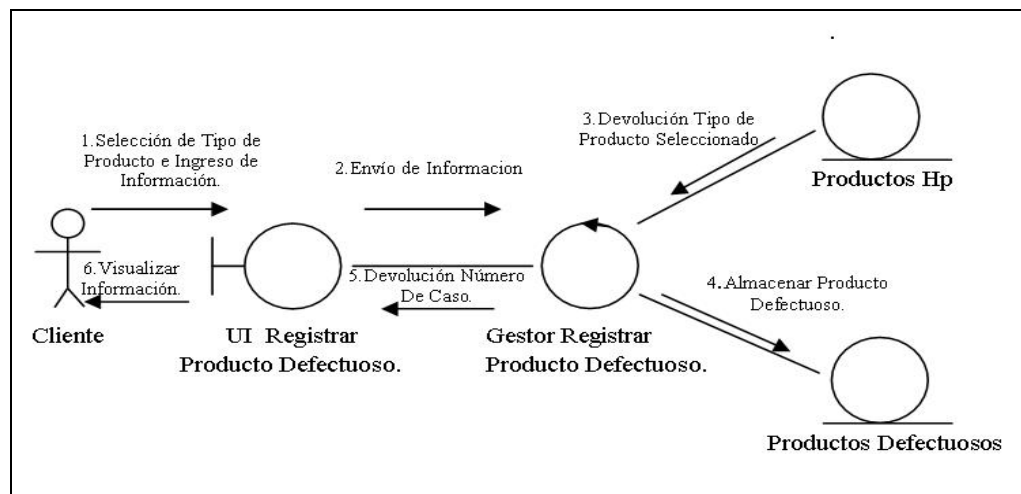 1.Selección de Tipo de
Producto e Ingreso de
Información.
2.Envío de Informacion
3.Devolución Tipo de
Producto Seleccionado
Productos Hp
6.Visualizar
Información.
5.Devolución Número
De Caso.
4.Almacenar Producto
Defectuoso.
Cliente
UI Registrar
Producto Defectuoso.
Gestor Registrar
Producto Defectuoso.
Productos Defectuosos